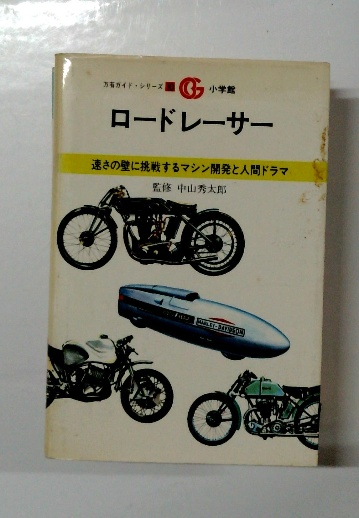 万有ガイド・シリーズ
小学館
ロードレーサー
速さの壁に挑戦するマシン開発と人間ドラマ
監修 中山秀太郎
HARLEY-DAVIDSON